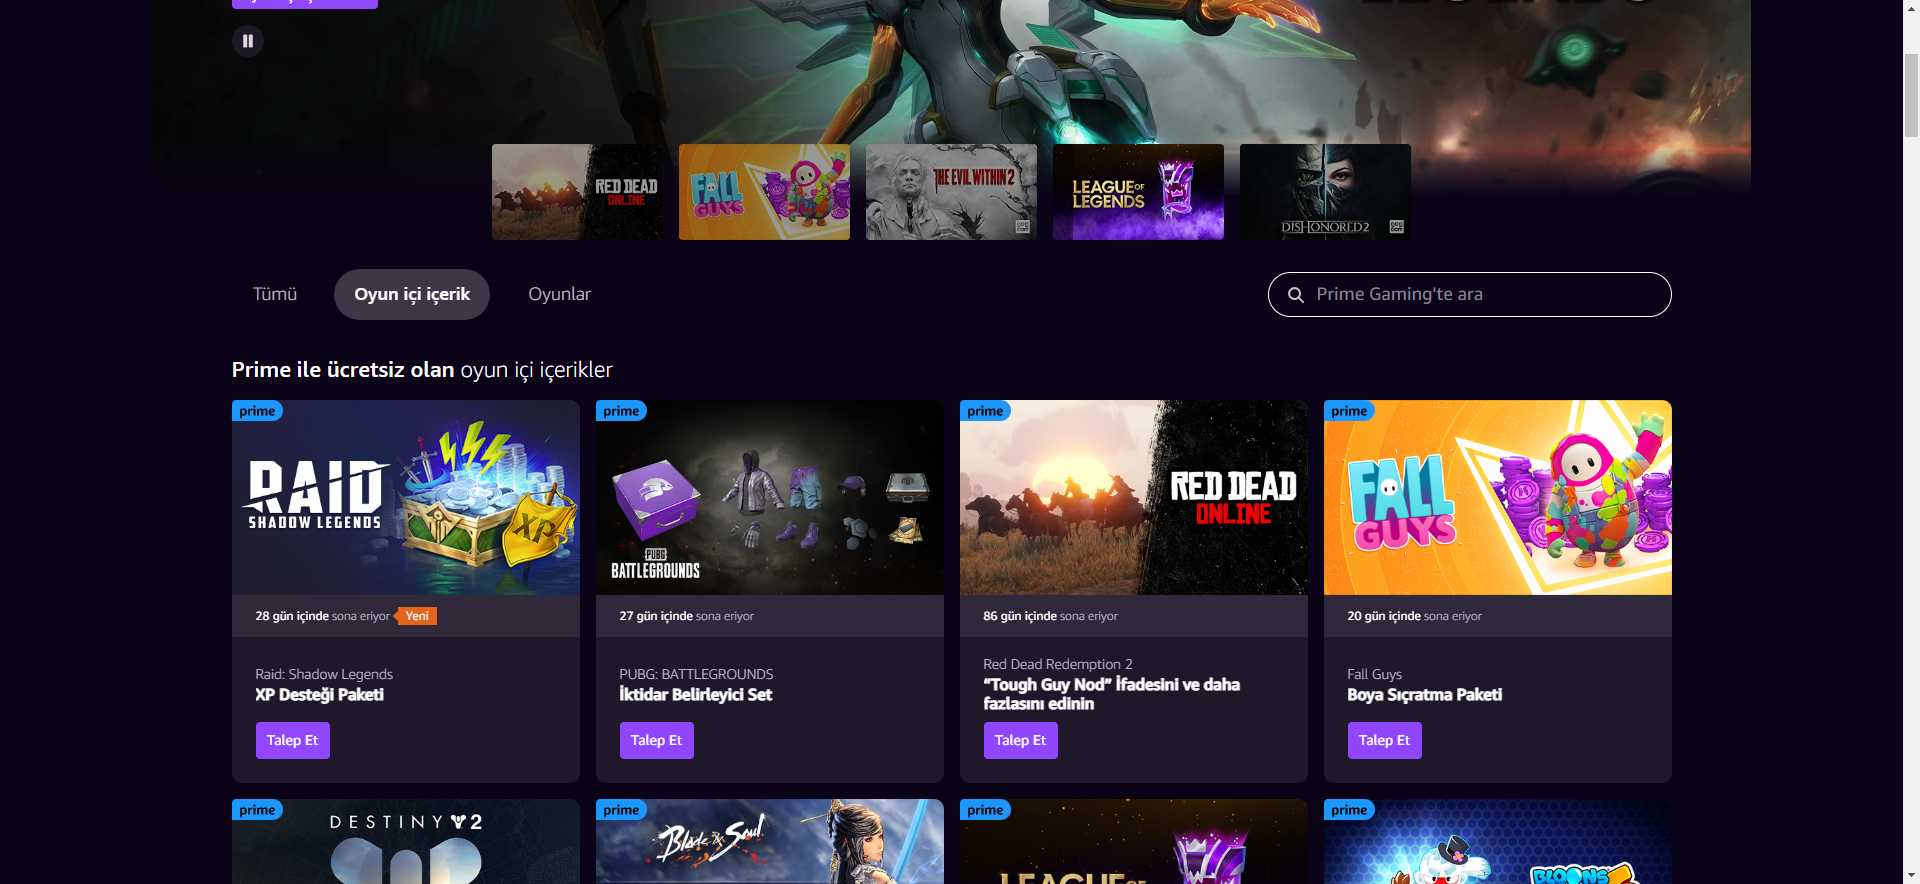 RED DEAD
ONLINE
FALL
GUYS
THE EVIL WITHIN 2
LEAGUE OF
LEGENDS
DISHONORED 2
Tümü
Oyun içi içerik
Oyunlar
Prime Gaming'te ara
Prime ile ücretsiz olan oyun içi içerikler
prime
RAID
SHADOW LEGENDS
XP
28 gün içinde sona eriyor
Yeni
Raid: Shadow Legends
XP Desteği Paketi
Talep Et
prime
PUBG
BATTLEGROUNDS
27 gün içinde sona eriyor
PUBG: BATTLEGROUNDS
İktidar Belirleyici Set
Talep Et
prime
RED DEAD
ONLINE
86 gün içinde sona eriyor
Red Dead Redemption 2
“Tough Guy Nod” İfadesini ve daha
fazlasını edinin
Talep Et
prime
FALL
GUYS
20 gün içinde sona eriyor
Fall Guys
Boya Sıçratma Paketi
Talep Et
prime
DESTINY 2
prime
Blade & Soul
prime
LEAGUE OF
prime
BLOONS